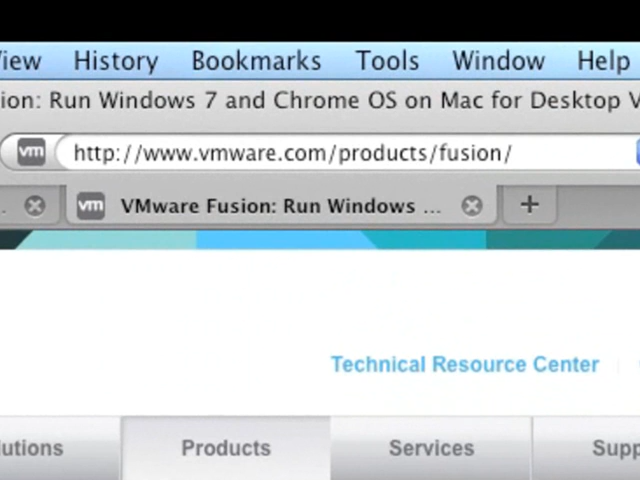 View History Bookmarks Tools Window Help
ion: Run Windows 7 and Chrome OS on Mac for Desktop V
vm http://www.vmware.com/products/fusion/
vm VMware Fusion: Run Windows ... +
Technical Resource Center
lutions Products Services Supp